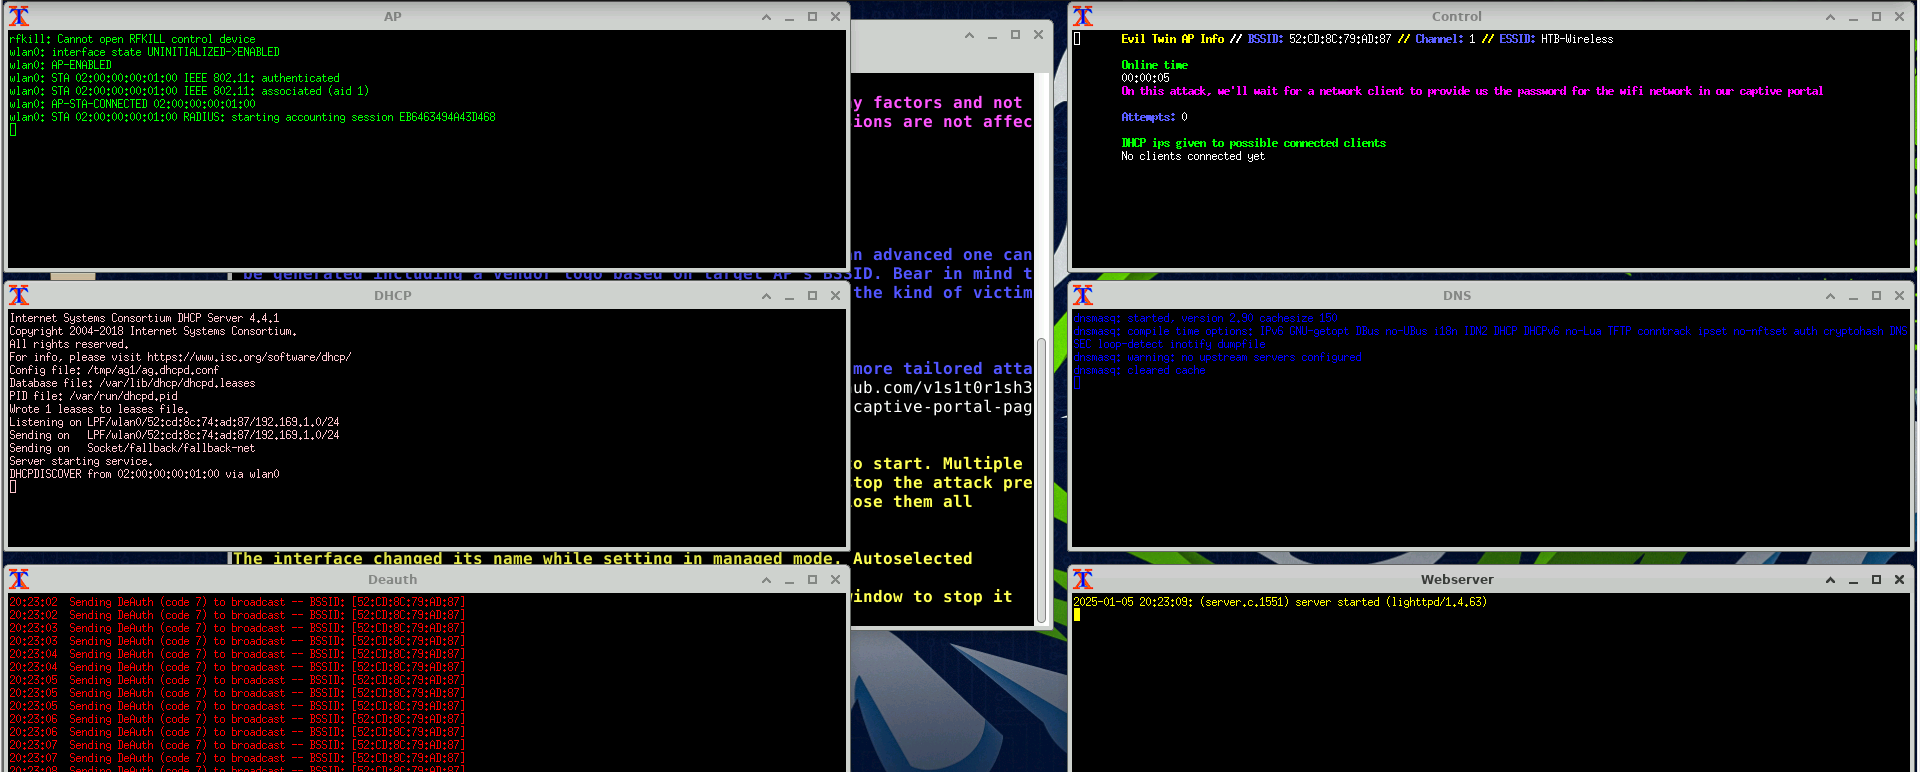 AP
rfkill: Cannot open RFKILL control device
wlan0: interface state UNINITIALIZED->ENABLED
wlan0: AP-ENABLED
wlan0: STA 02:00:00:00:01:00 IEEE 802.11: authenticated
wlan0: STA 02:00:00:00:01:00 IEEE 802.11: associated (aid 1)
wlan0: AP-STA-CONNECTED 02:00:00:00:01:00
wlan0: STA 02:00:00:00:01:00 RADIUS: starting accounting session EB6463494A43D468
y factors and not
ions are not affec
n advanced one can
be generated including a vendor logo based on target AP's BSSID. Bear in mind t
the kind of victim
more tailored atta
ub.com/v1s1t0r1sh3
captive-portal-pag
o start. Multiple
top the attack pre
ose them all
The interface changed its name while setting in managed mode. Autoselected
indow to stop it
Control
Evil Twin AP Info // BSSID: 52:CD:8C:79:AD:87 // Channel: 1 // ESSID: HTB-Wireless
Online time
00:00:05
On this attack, we'll wait for a network client to provide us the password for the wifi network in our captive portal
Attempts: 0
DHCP ips given to possible connected clients
No clients connected yet
DHCP
Internet Systems Consortium DHCP Server 4.4.1
Copyright 2004-2018 Internet Systems Consortium.
All rights reserved.
For info, please visit https://www.isc.org/software/dhcp/
Config file: /tmp/ag1/ag.dhcpd.conf
Database file: /var/lib/dhcp/dhcpd.leases
PID file: /var/run/dhcpd.pid
Wrote 1 leases to leases file.
Listening on LPF/wlan0/52:cd:8c:74:ad:87/192.169.1.0/24
Sending on   LPF/wlan0/52:cd:8c:74:ad:87/192.169.1.0/24
Sending on   Socket/fallback/fallback-net
Server starting service.
DHCPDISCOVER from 02:00:00:00:01:00 via wlan0
DNS
dnsmasq: started, version 2.90 cachesize 150
dnsmasq: compile time options: IPv6 GNU-getopt DBus no-UBus i18n IDN2 DHCP DHCPv6 no-Lua TFTP conntrack ipset no-nftset auth cryptohash DNS
SEC loop-detect inotify dumpfile
dnsmasq: warning: no upstream servers configured
dnsmasq: cleared cache
Deauth
20:23:02  Sending DeAuth (code 7) to broadcast -- BSSID: [52:CD:8C:79:AD:87]
20:23:02  Sending DeAuth (code 7) to broadcast -- BSSID: [52:CD:8C:79:AD:87]
20:23:03  Sending DeAuth (code 7) to broadcast -- BSSID: [52:CD:8C:79:AD:87]
20:23:03  Sending DeAuth (code 7) to broadcast -- BSSID: [52:CD:8C:79:AD:87]
20:23:04  Sending DeAuth (code 7) to broadcast -- BSSID: [52:CD:8C:79:AD:87]
20:23:04  Sending DeAuth (code 7) to broadcast -- BSSID: [52:CD:8C:79:AD:87]
20:23:05  Sending DeAuth (code 7) to broadcast -- BSSID: [52:CD:8C:79:AD:87]
20:23:05  Sending DeAuth (code 7) to broadcast -- BSSID: [52:CD:8C:79:AD:87]
20:23:05  Sending DeAuth (code 7) to broadcast -- BSSID: [52:CD:8C:79:AD:87]
20:23:06  Sending DeAuth (code 7) to broadcast -- BSSID: [52:CD:8C:79:AD:87]
20:23:06  Sending DeAuth (code 7) to broadcast -- BSSID: [52:CD:8C:79:AD:87]
20:23:07  Sending DeAuth (code 7) to broadcast -- BSSID: [52:CD:8C:79:AD:87]
20:23:07  Sending DeAuth (code 7) to broadcast -- BSSID: [52:CD:8C:79:AD:87]
20:23:08  Sending DeAuth (code 7) to broadcast -- BSSID: [52:CD:8C:79:AD:87]
Webserver
2025-01-05 20:23:09: (server.c.1551) server started (lighttpd/1.4.63)